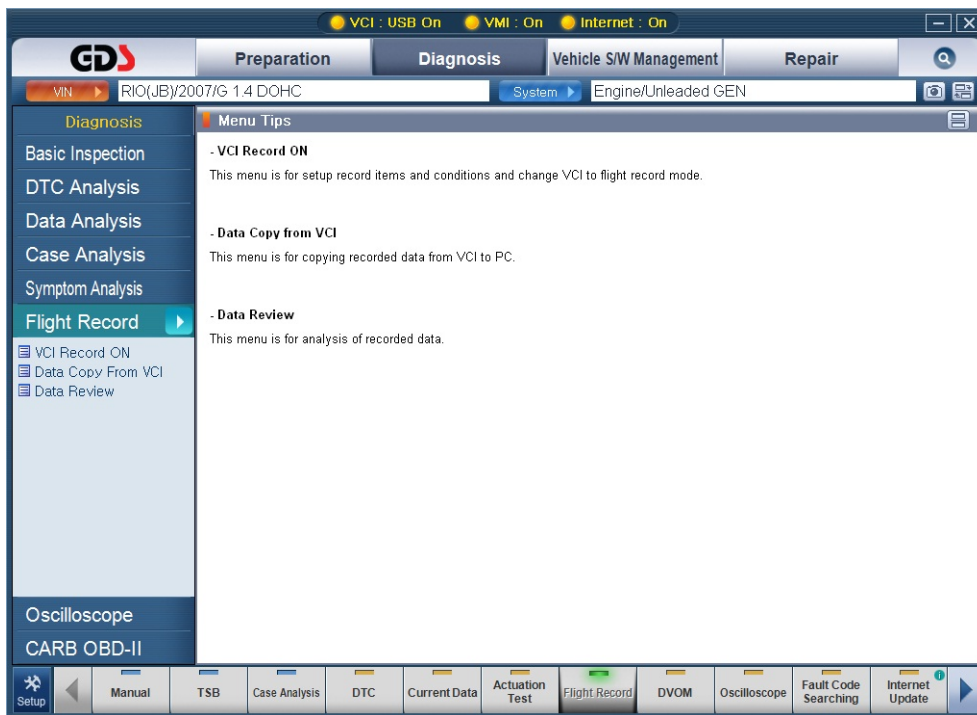 VCI : USB On VMI : On Internet : On
GDS Preparation Diagnosis Vehicle S/W Management Repair
VIN RIO(JB)/2007/G 1.4 DOHC System Engine/Unleaded GEN
Diagnosis
Basic Inspection
DTC Analysis
Data Analysis
Case Analysis
Symptom Analysis
Flight Record
VCI Record ON
Data Copy From VCI
Data Review
Oscilloscope
CARB OBD-II
Menu Tips
- VCI Record ON
This menu is for setup record items and conditions and change VCI to flight record mode.
- Data Copy from VCI
This menu is for copying recorded data from VCI to PC.
- Data Review
This menu is for analysis of recorded data.
Setup
Manual
TSB
Case Analysis
DTC
Current Data
Actuation
Test
Flight Record
DVOM
Oscilloscope
Fault Code
Searching
Internet
Update